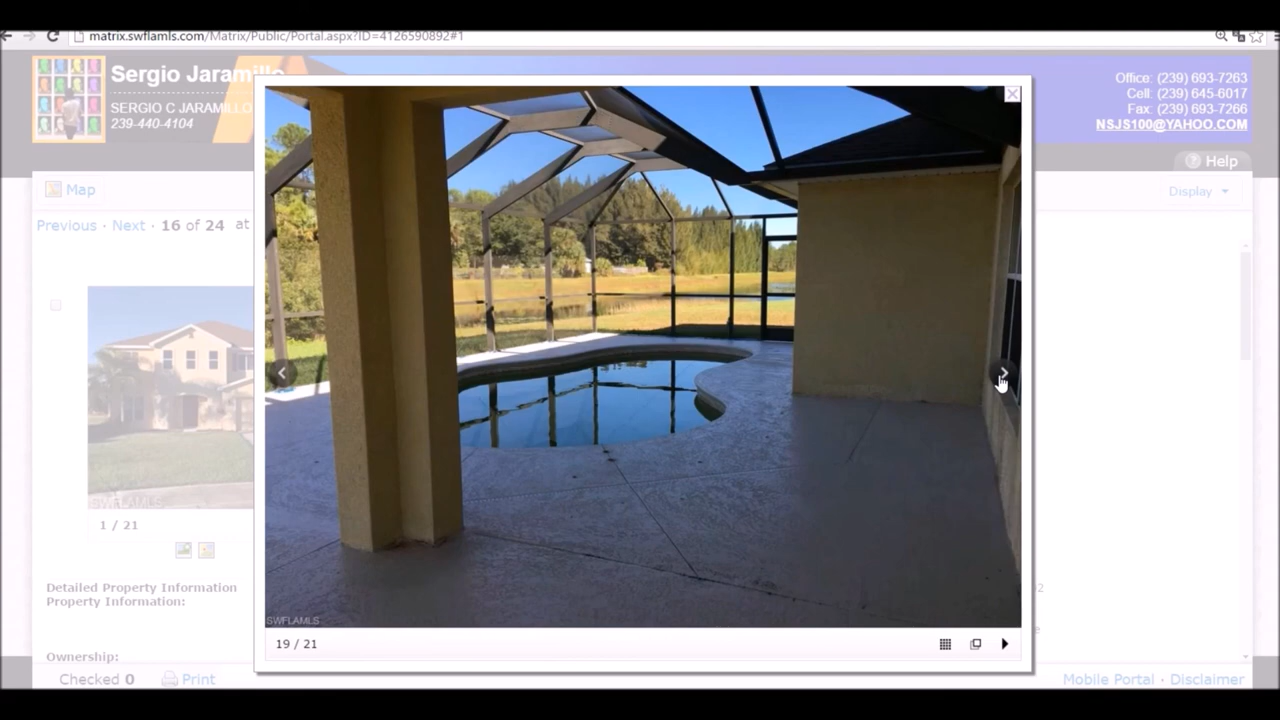 matrix.swflamls.com/Matrix/Public/Portal.aspx?ID=4126590892#1
Sergio Jaramillo
SERGIO C JARAMILLO
239-440-4104
Office: (239) 693-7263
Cell: (239) 645-6017
Fax: (239) 693-7266
NSJS100@YAHOO.COM
Help
Map
Display
Previous · Next · 16 of 24 at
SWFLAMLS
1 / 21
Detailed Property Information
Property Information:
Ownership:
SWFLAMLS
19 / 21
Checked 0 Print
Mobile Portal · Disclaimer